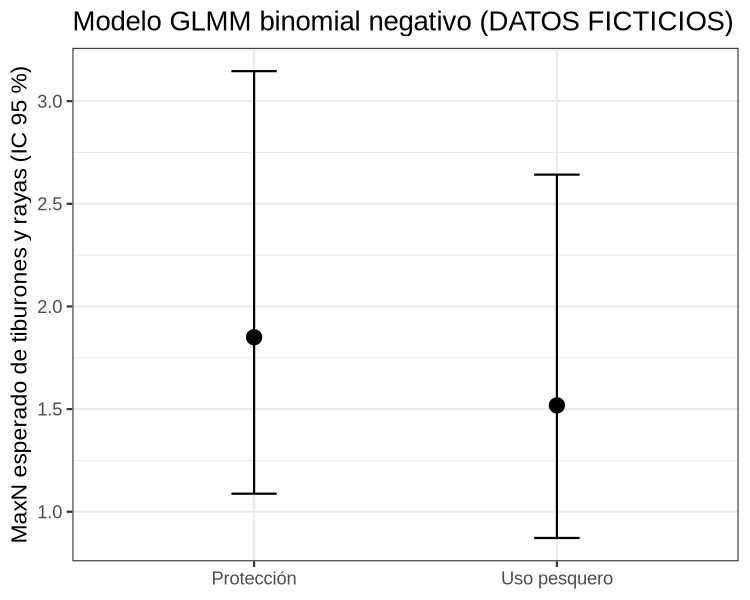 Modelo GLMM binomial negativo (DATOS FICTICIOS)
MaxN esperado de tiburones y rayas (IC 95 %)
3.0
2.5
2.0
1.5
1.0
Protección
Uso pesquero